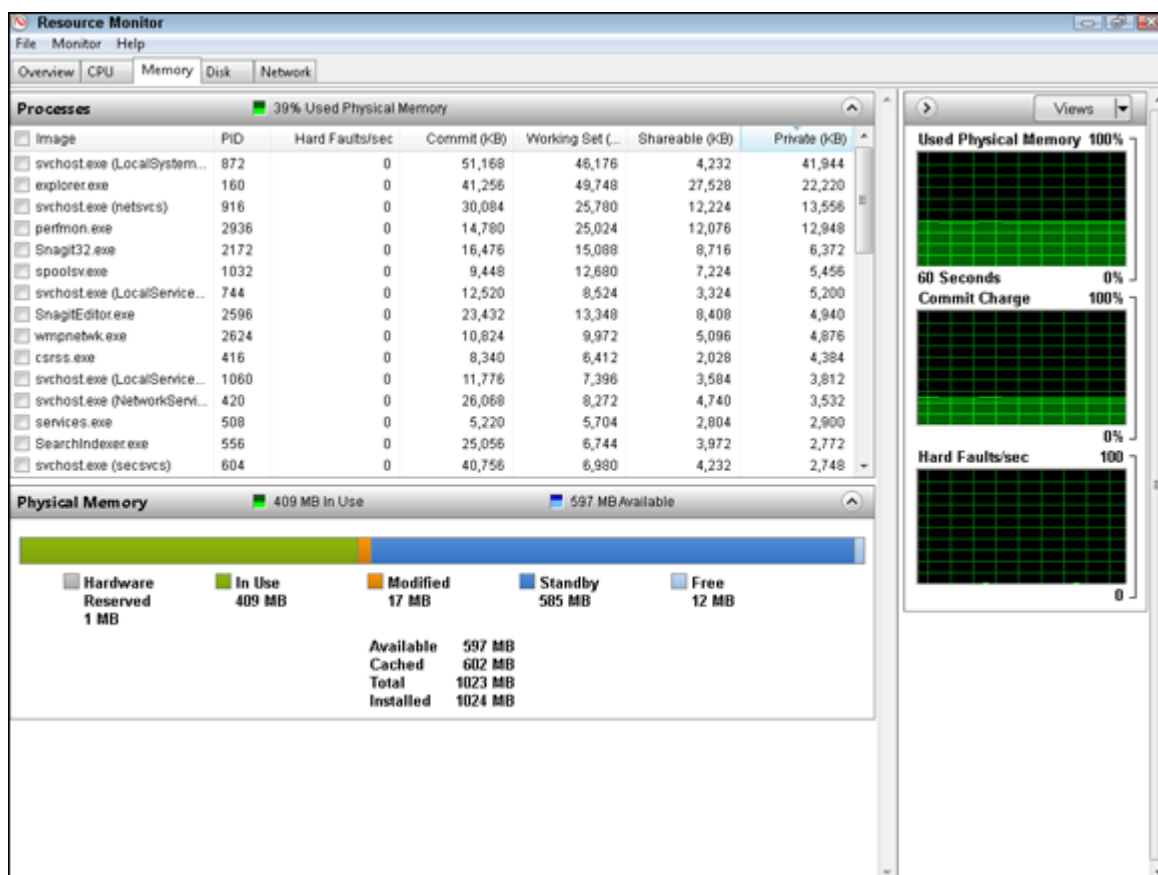 Resource Monitor
File Monitor Help
Overview CPU Memory Disk Network
Processes 39% Used Physical Memory
Image PID Hard Faults/sec Commit (KB) Working Set (... Shareable (KB) Private (KB)
svchost.exe (LocalSystem... 872 0 51,168 46,176 4,232 41,944
explorer.exe 160 0 41,256 49,748 27,528 22,220
svchost.exe (netsvcs) 916 0 30,084 25,780 12,224 13,556
perfmon.exe 2936 0 14,780 25,024 12,076 12,948
Snagit32.exe 2172 0 16,476 15,088 8,716 6,372
spoolsv.exe 1032 0 9,448 12,680 7,224 5,456
svchost.exe (LocalService... 744 0 12,520 8,524 3,324 5,200
SnagitEditor.exe 2596 0 23,432 13,348 8,408 4,940
wmpnetwk.exe 2624 0 10,824 9,972 5,096 4,876
csrss.exe 416 0 8,340 6,412 2,028 4,384
svchost.exe (LocalService... 1060 0 11,776 7,396 3,584 3,812
svchost.exe (NetworkServi... 420 0 26,068 8,272 4,740 3,532
services.exe 508 0 5,220 5,704 2,804 2,900
SearchIndexer.exe 556 0 25,056 6,744 3,972 2,772
svchost.exe (secsvcs) 604 0 40,756 6,980 4,232 2,748
Physical Memory 409 MB In Use 597 MB Available
Hardware Reserved 1 MB
In Use 409 MB
Modified 17 MB
Standby 585 MB
Free 12 MB
Available 597 MB
Cached 602 MB
Total 1023 MB
Installed 1024 MB
Views
Used Physical Memory 100%
60 Seconds 0%
Commit Charge 100%
0%
Hard Faults/sec 100
0